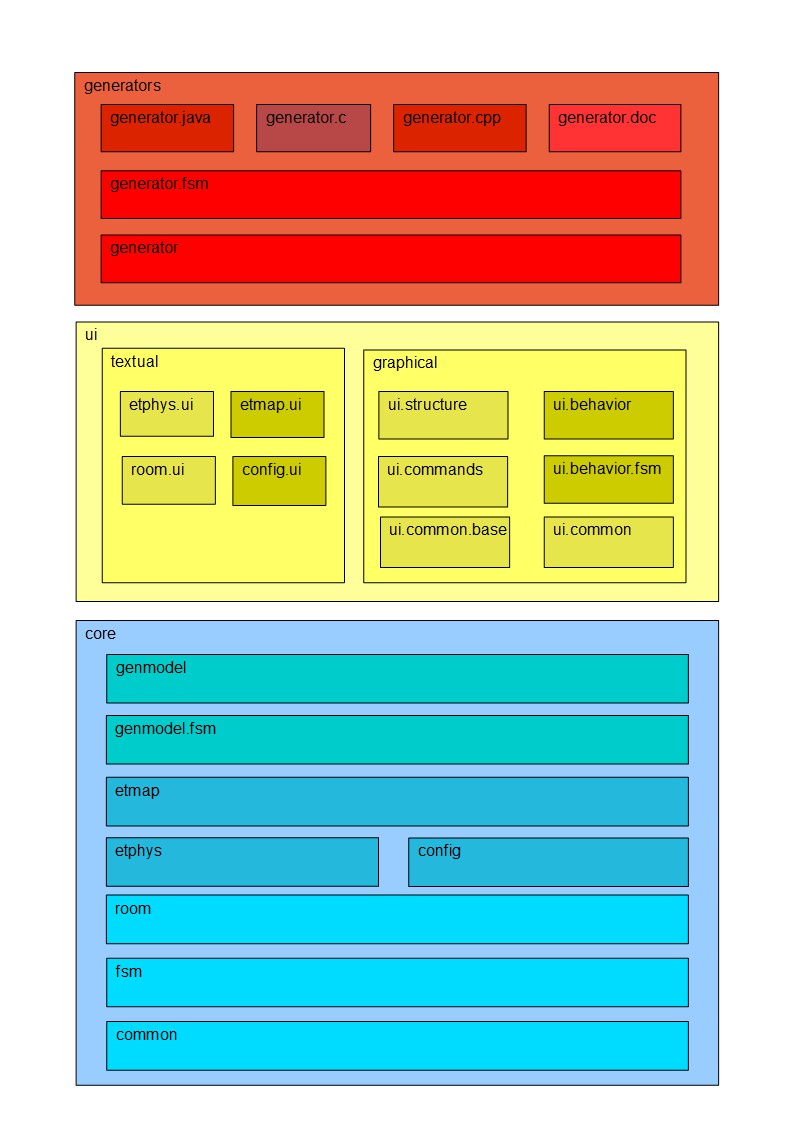 generators
generator.java
generator.c
generator.cpp
generator.doc
generator.fsm
generator
ui
textual
etphys.ui
etmap.ui
room.ui
config.ui
graphical
ui.structure
ui.behavior
ui.commands
ui.behavior.fsm
ui.common.base
ui.common
core
genmodel
genmodel.fsm
etmap
etphys
config
room
fsm
common